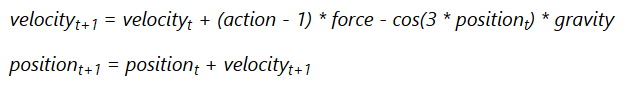 velocity_{t+1} = velocity_t + (action - 1) * force - cos(3 * position_t) * gravity
position_{t+1} = position_t + velocity_{t+1}